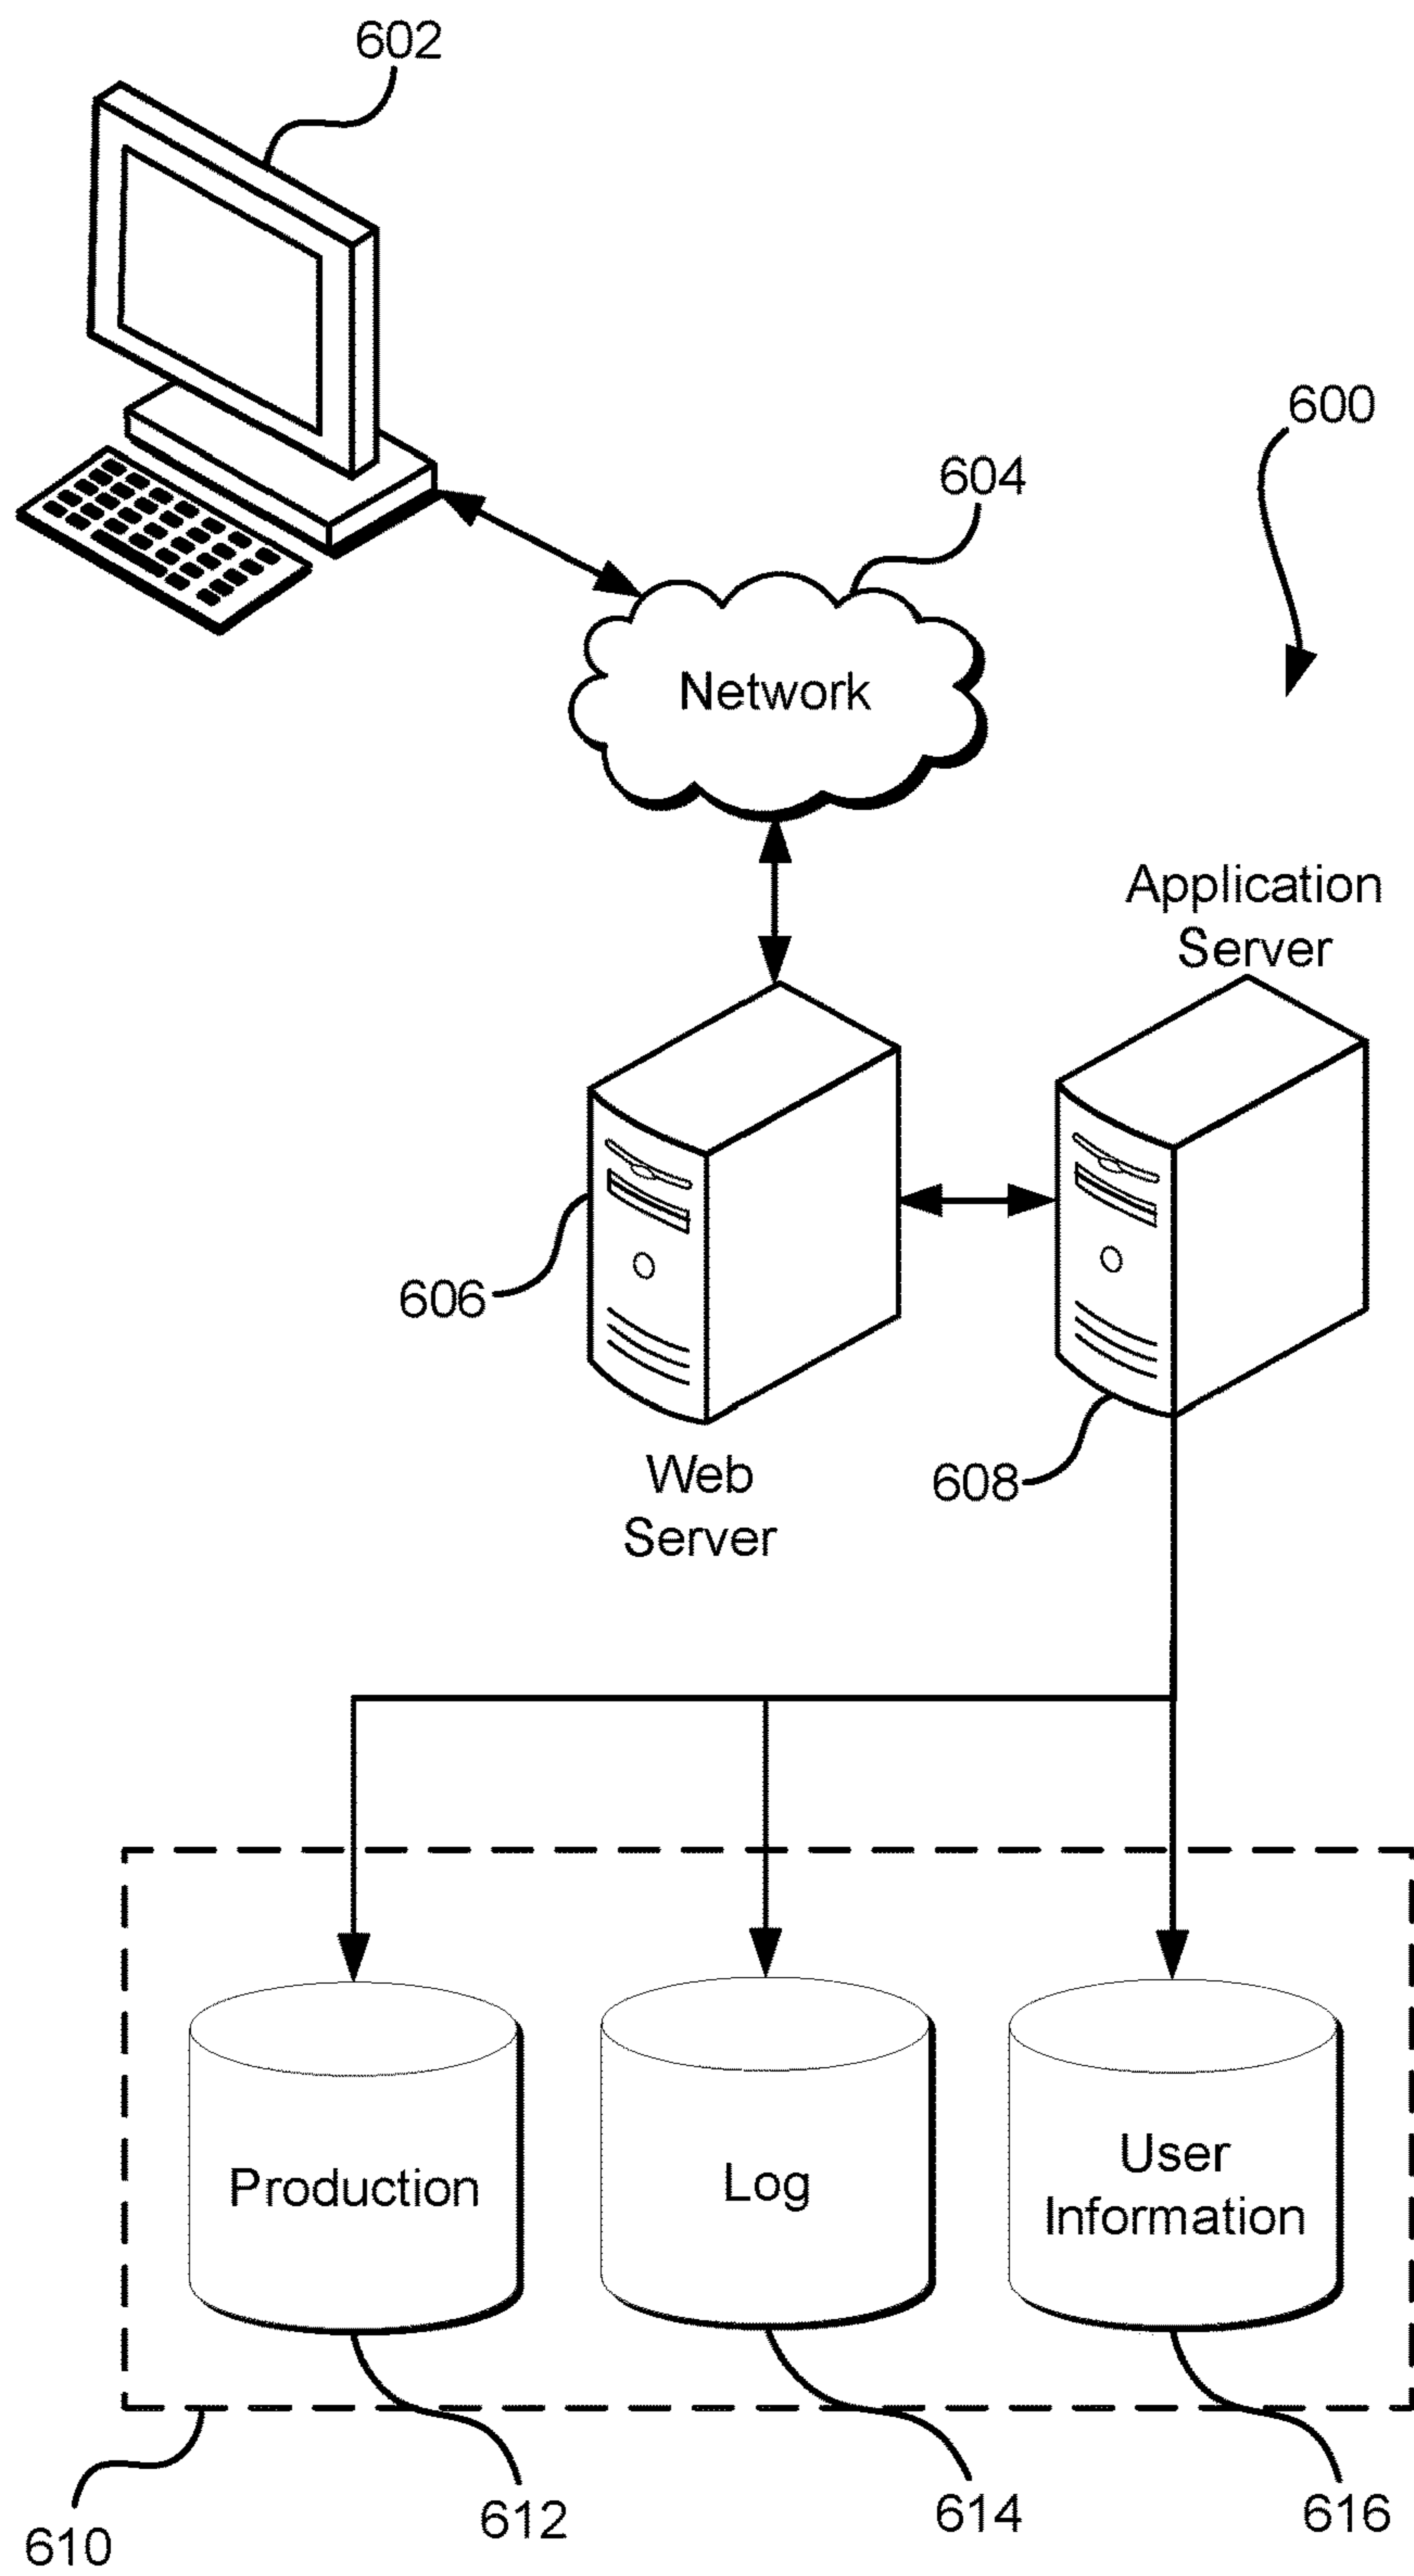 602
600
604
Network
Application
Server
606
608
Web
Server
Production
Log
User
Information
610
612
614
616